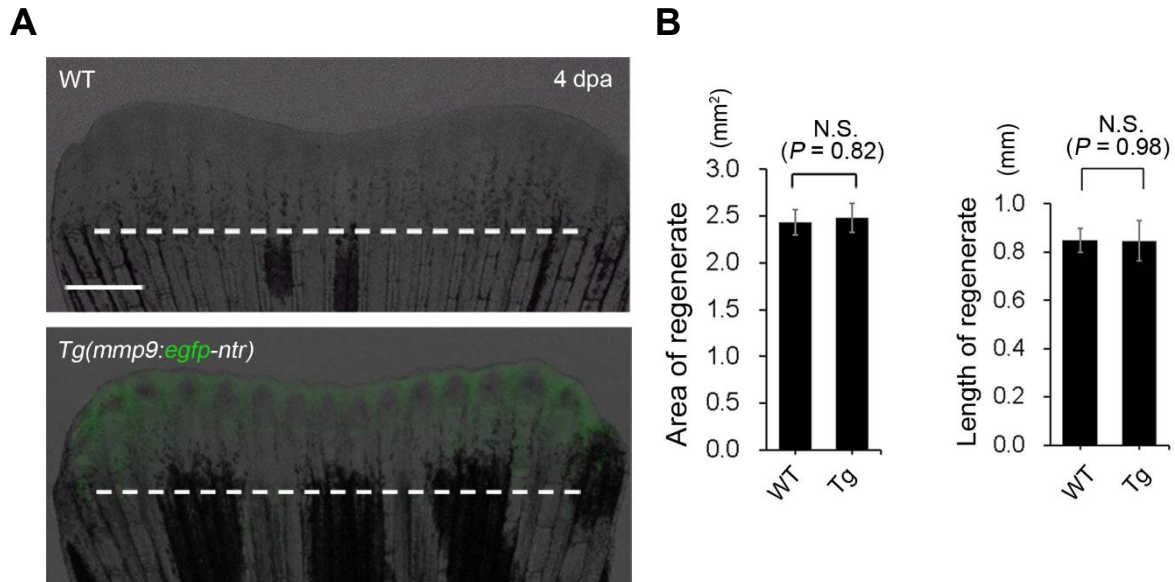 A
WT
4 dpa
Tg(mmp9:egfp-ntr)
B
Area of regenerate (mm²)
N.S.
(P = 0.82)
3.0
2.5
2.0
1.5
1.0
0.5
0.0
WT
Tg
Length of regenerate (mm)
N.S.
(P = 0.98)
1.0
0.8
0.6
0.4
0.2
0.0
WT
Tg